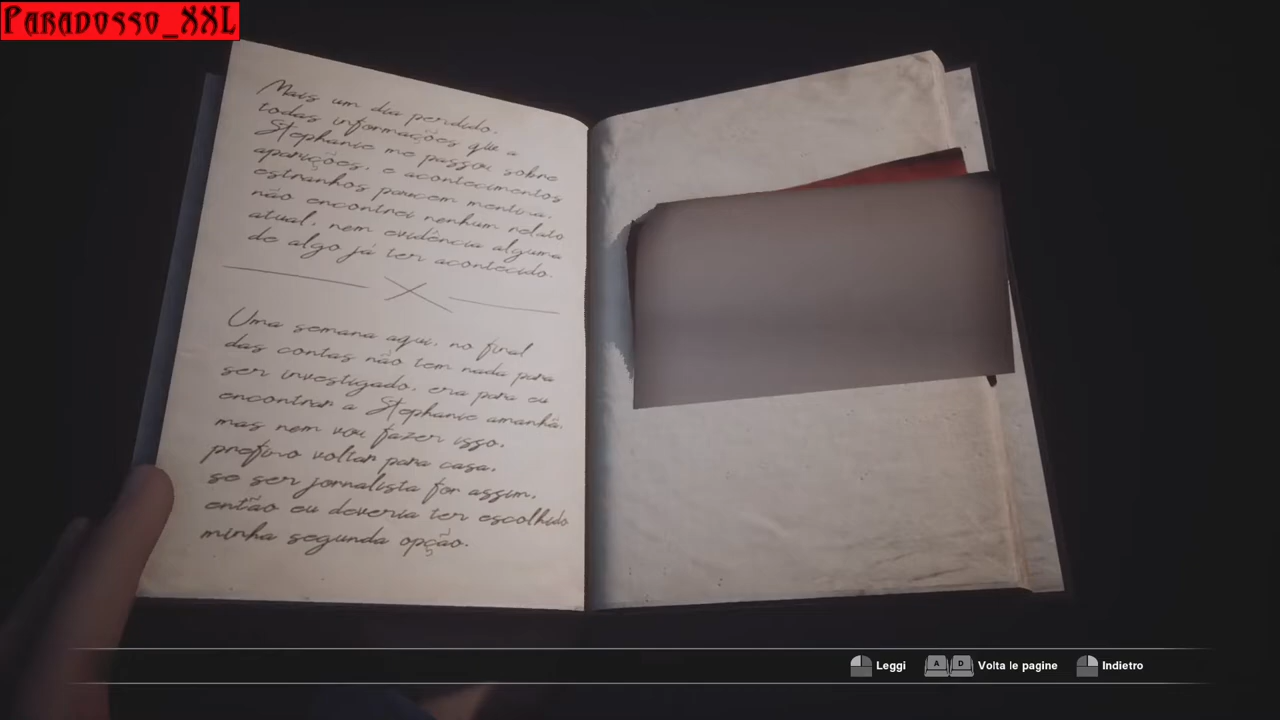 Paradosso_XXL
Mais um dia perdido.
todas informações que a
Stephanie me passou sobre
aparições, e acontecimentos
estranhos parecem mentira,
não encontrei nenhum relato
atual, nem evidência alguma
de algo já ter acontecido.
Uma semana aqui, no final
das contas não tem nada para
ser investigado, era para eu
encontrar a Stephanie amanhã,
mas nem vou fazer isso,
prefiro voltar para casa,
se ser jornalista for assim,
então eu deveria ter escolhido
minha segunda opção.
Leggi A D Volta le pagine Indietro